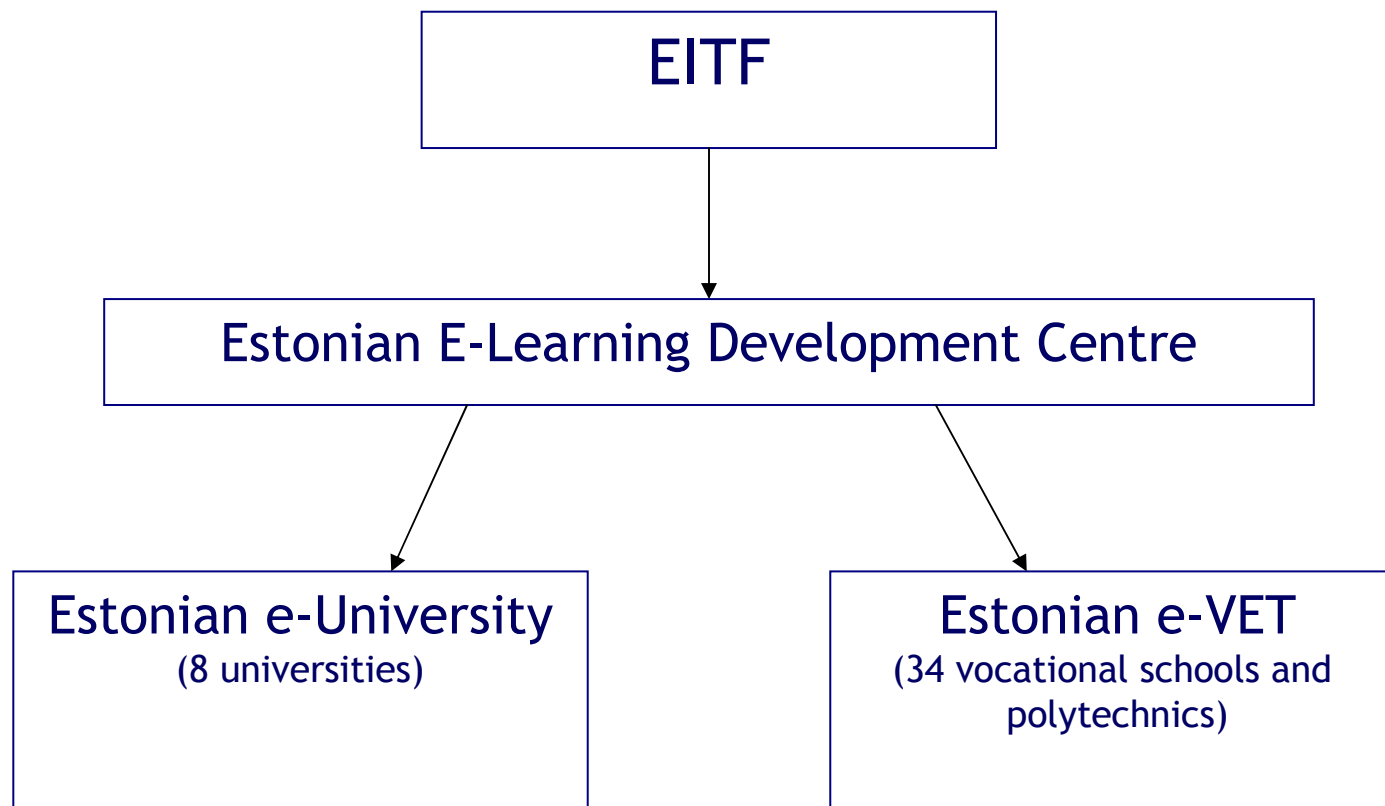 EITF
Estonian E-Learning Development Centre
Estonian e-University
(8 universities)
Estonian e-VET
(34 vocational schools and
polytechnics)